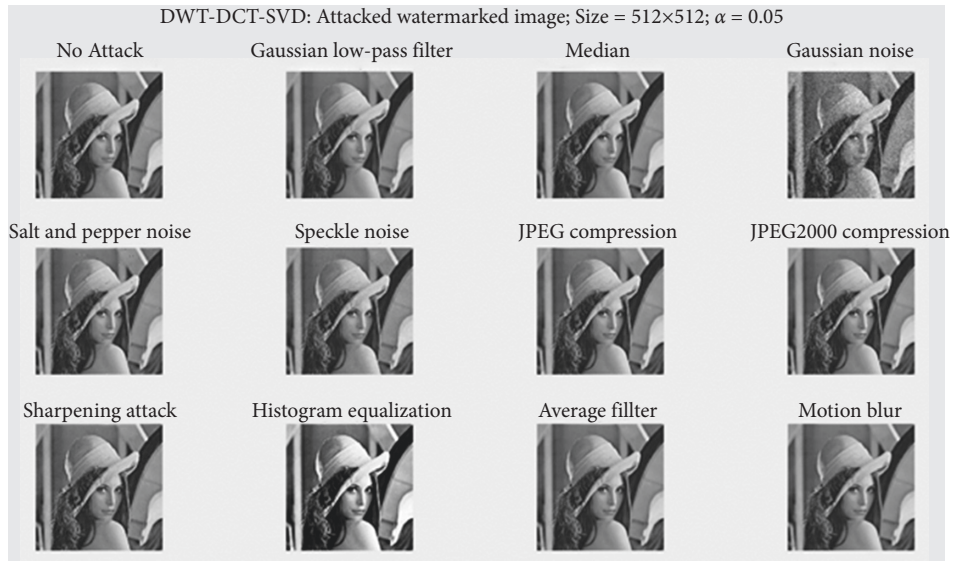 DWT-DCT-SVD: Attacked watermarked image; Size = 512×512; α = 0.05
No Attack Gaussian low-pass filter Median Gaussian noise
Salt and pepper noise Speckle noise JPEG compression JPEG2000 compression
Sharpening attack Histogram equalization Average fillter Motion blur